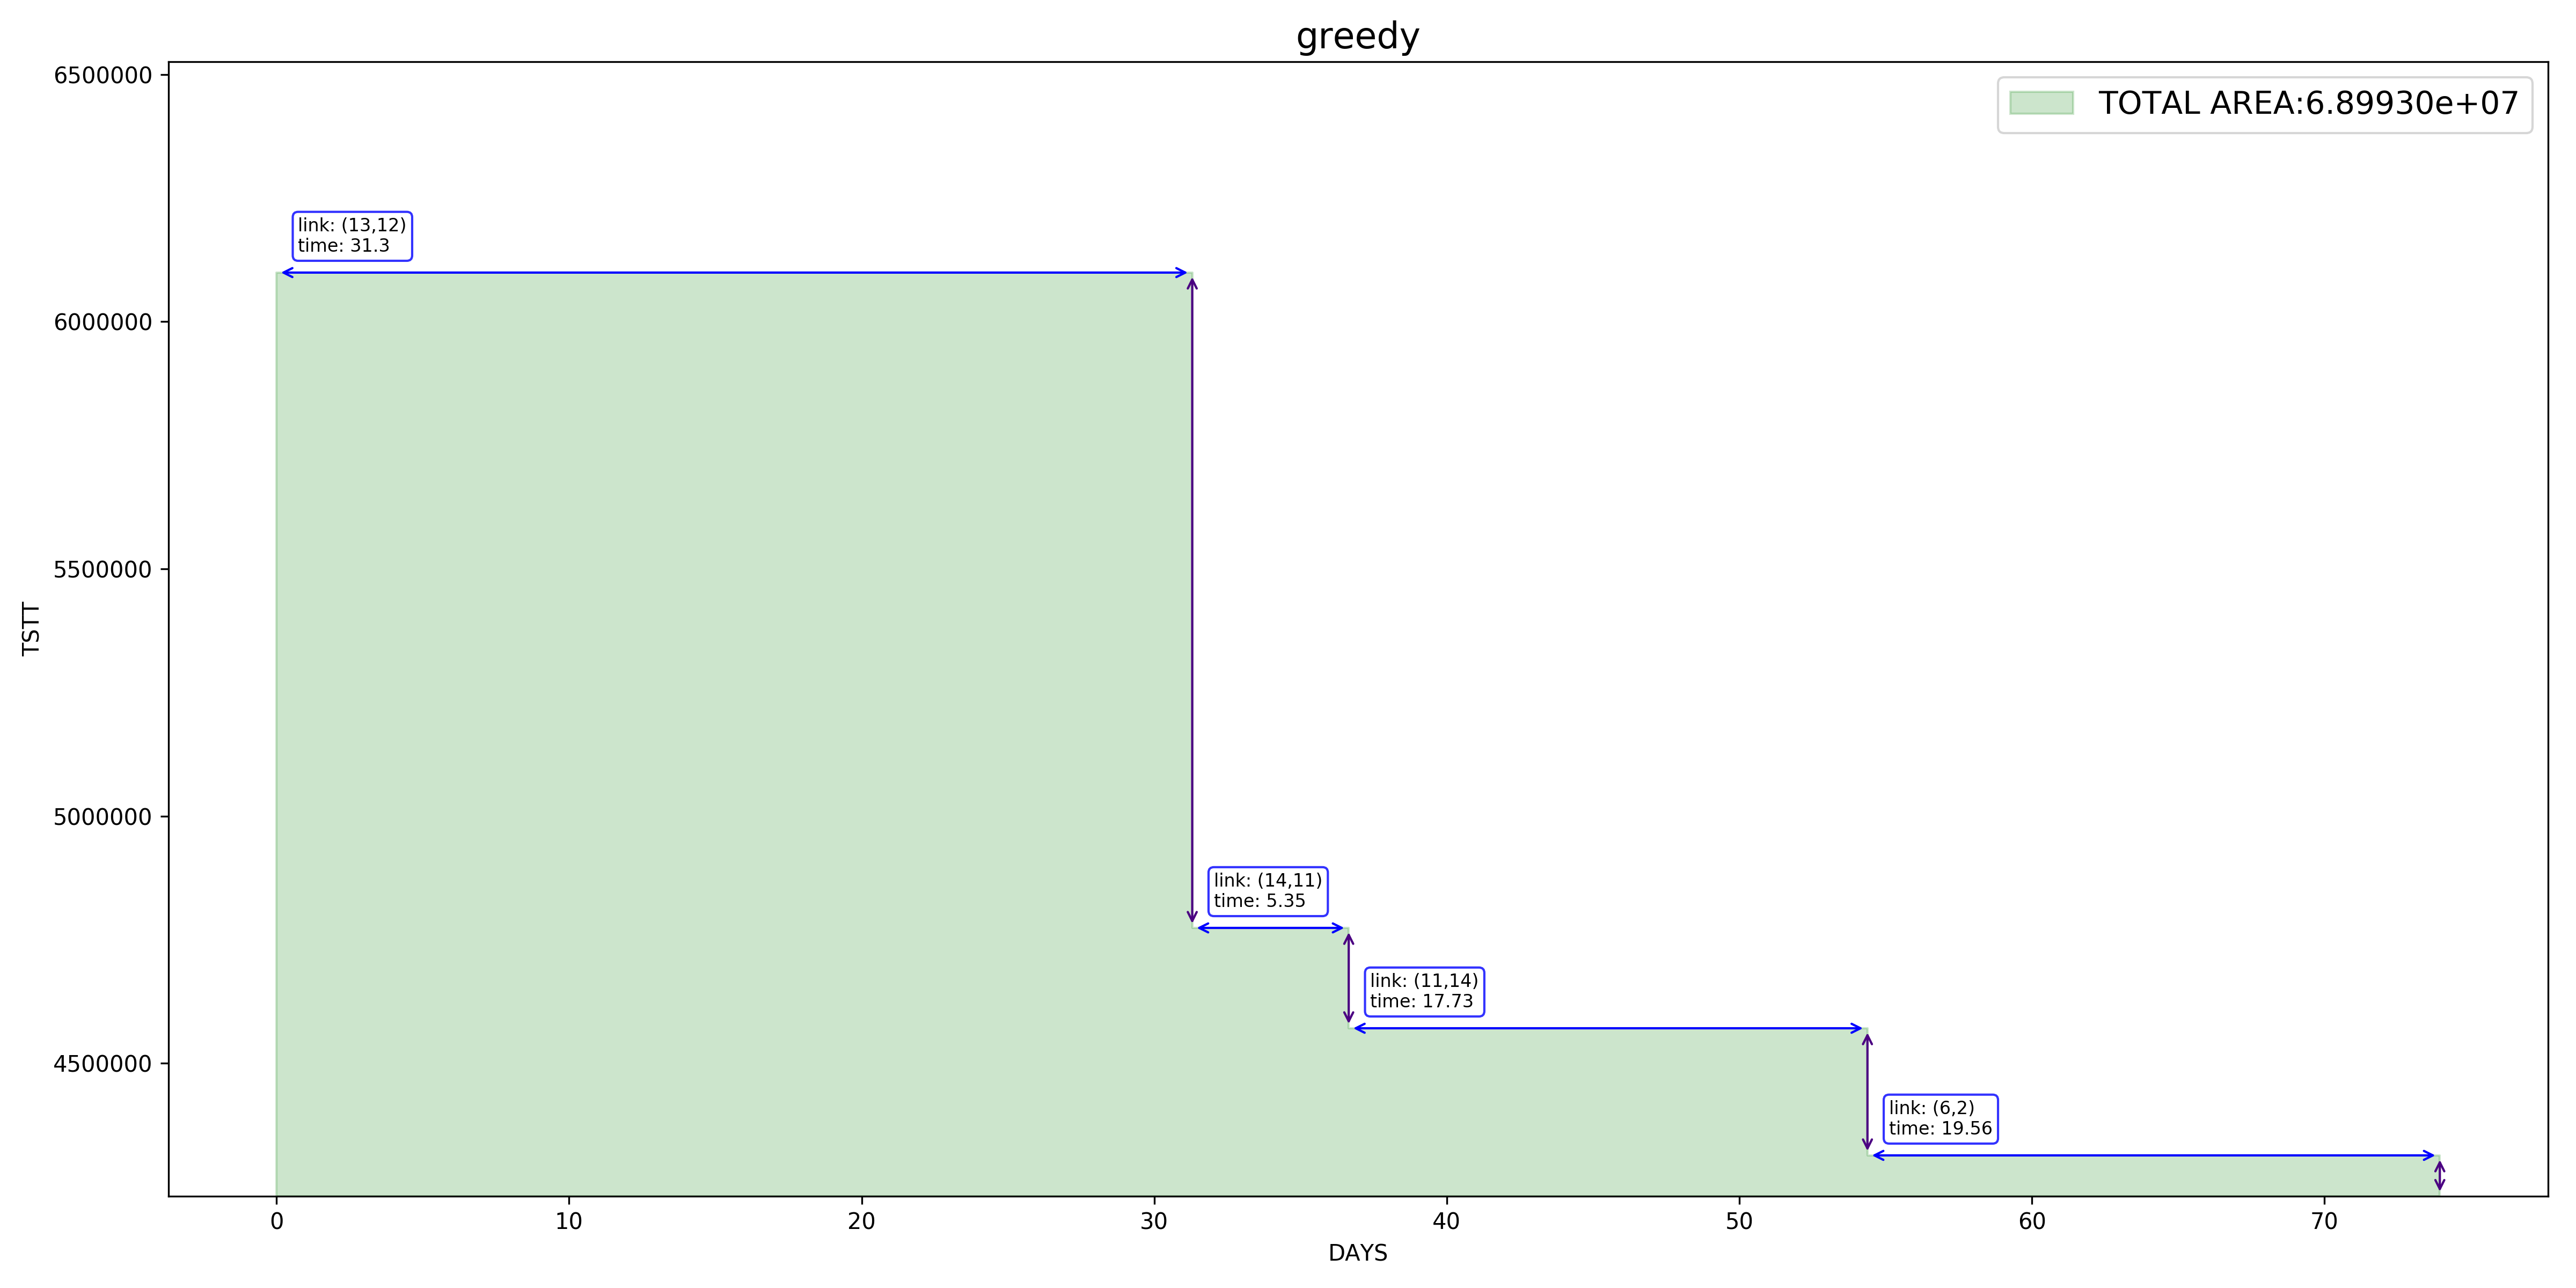 greedy
TOTAL AREA:6.89930e+07
6500000
6000000
5500000
5000000
4500000
TSTT
link: (13,12)
time: 31.3
link: (14,11)
time: 5.35
link: (11,14)
time: 17.73
link: (6,2)
time: 19.56
0 10 20 30 40 50 60 70
DAYS